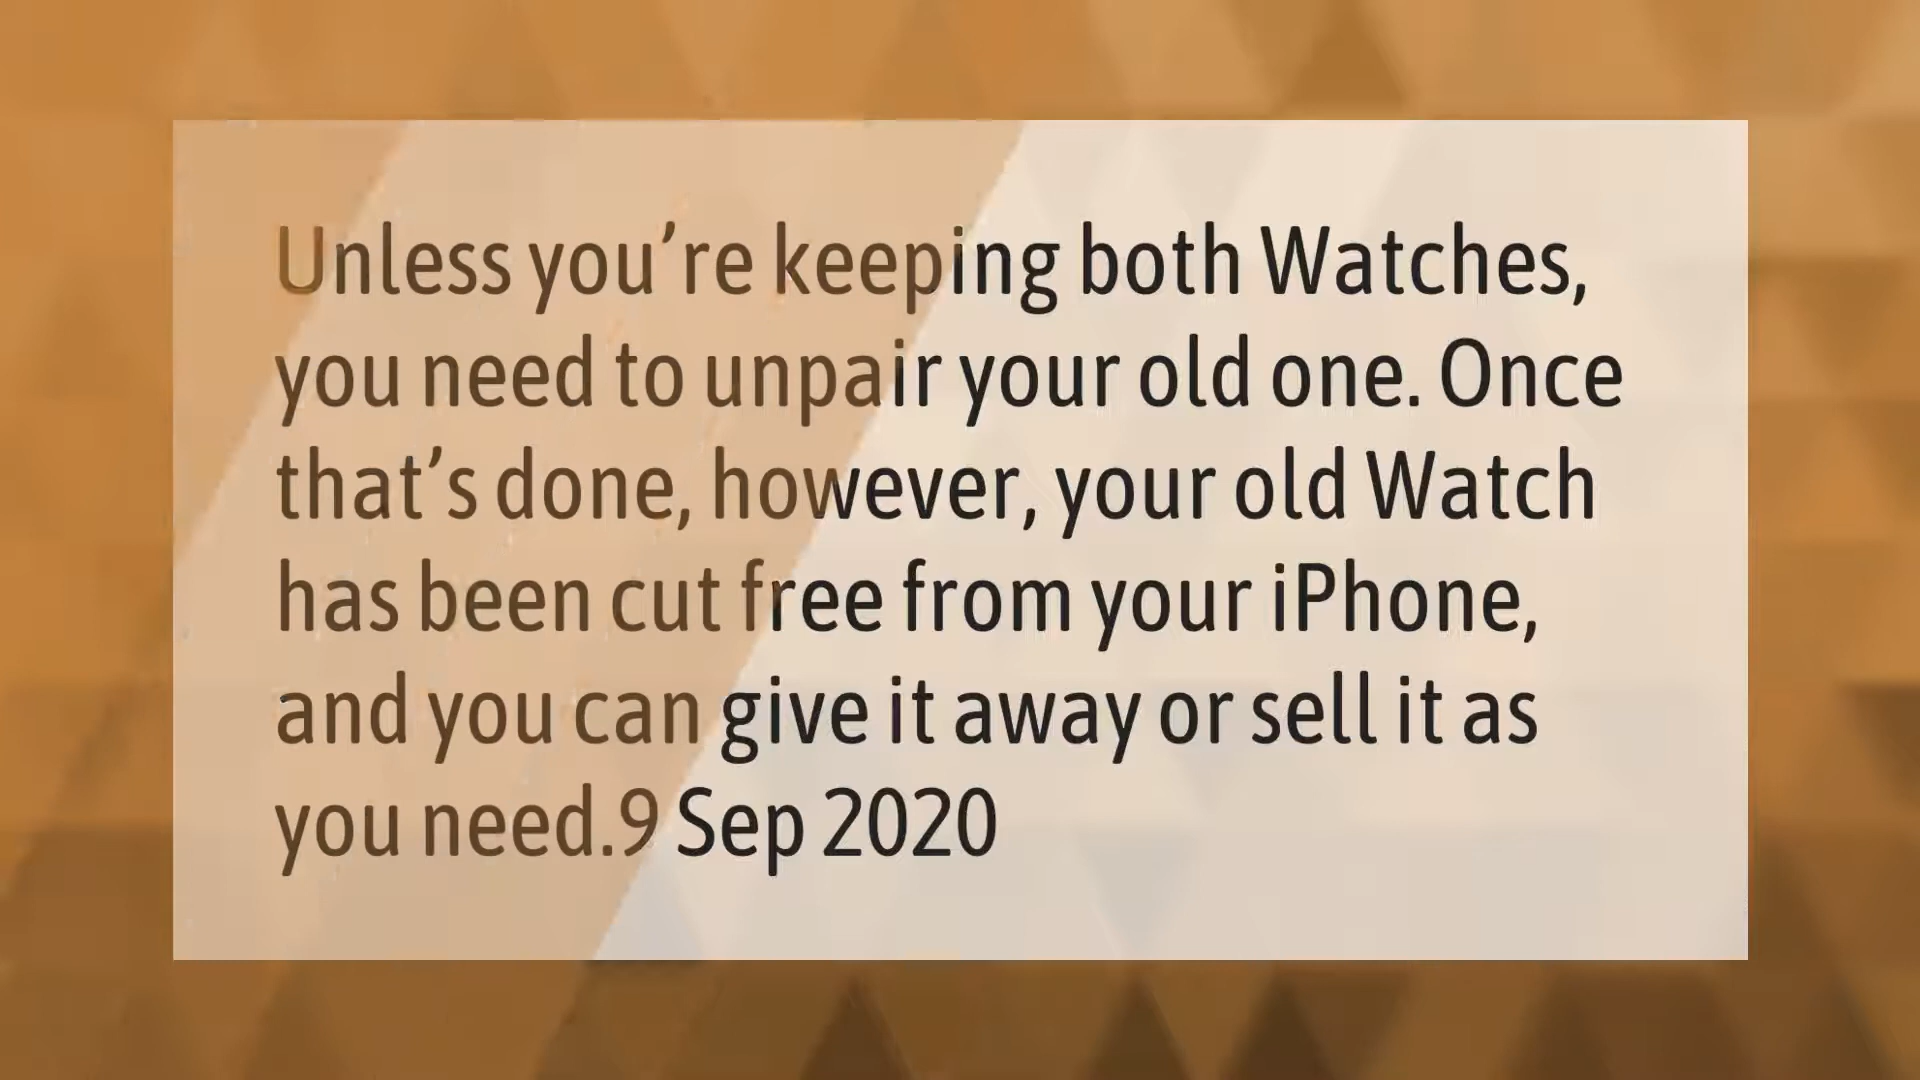 Unless you’re keeping both Watches,
you need to unpair your old one. Once
that’s done, however, your old Watch
has been cut free from your iPhone,
and you can give it away or sell it as
you need.9 Sep 2020